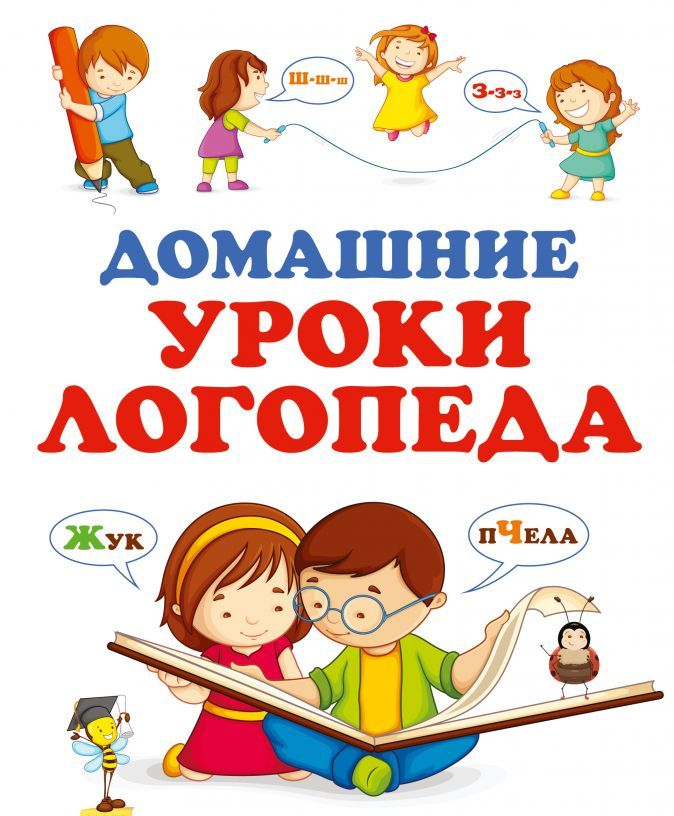 Ш-ш-ш
З-з-з
ДОМАШНИЕ
УРОКИ
ЛОГОПЕДА
ЖУК
ПЧЕЛА